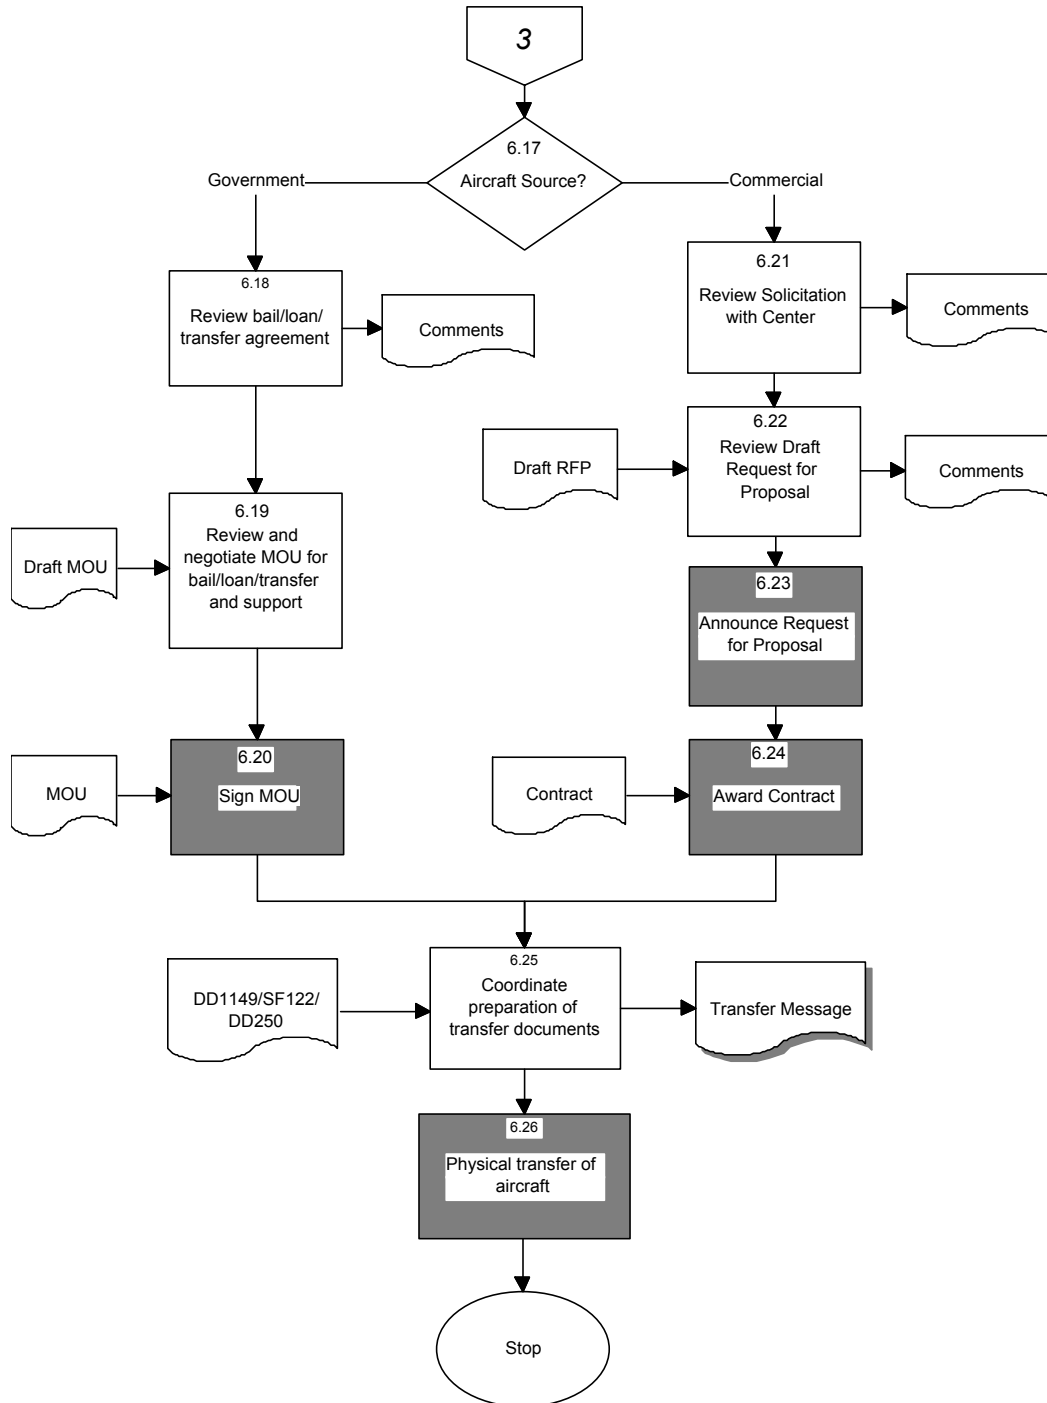 3
6.17
Aircraft Source?
Government
Commercial
6.18
Review bail/loan/
transfer agreement
Comments
6.21
Review Solicitation
with Center
Comments
Draft RFP
6.22
Review Draft
Request for
Proposal
Comments
Draft MOU
6.19
Review and
negotiate MOU for
bail/loan/transfer
and support
6.23
Announce Request
for Proposal
MOU
6.20
Sign MOU
Contract
6.24
Award Contract
DD1149/SF122/
DD250
6.25
Coordinate
preparation of
transfer documents
Transfer Message
6.26
Physical transfer of
aircraft
Stop